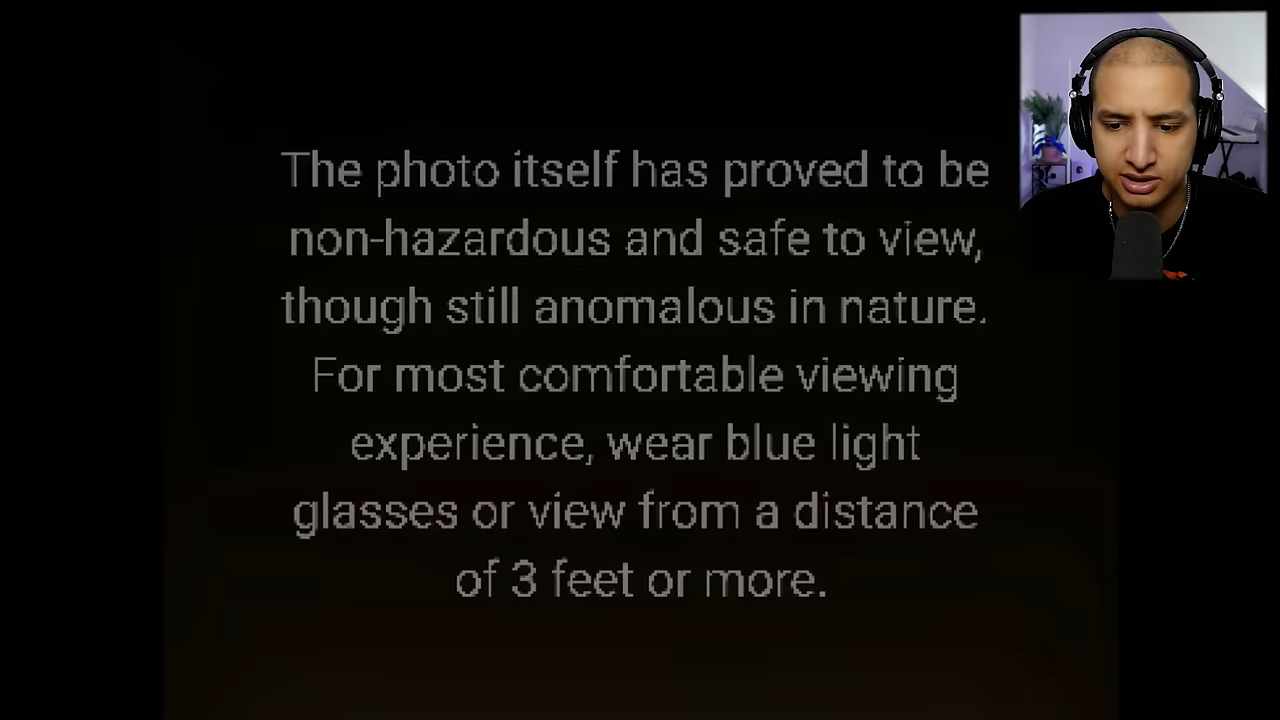 The photo itself has proved to be
non-hazardous and safe to view,
though still anomalous in nature.
For most comfortable viewing
experience, wear blue light
glasses or view from a distance
of 3 feet or more.